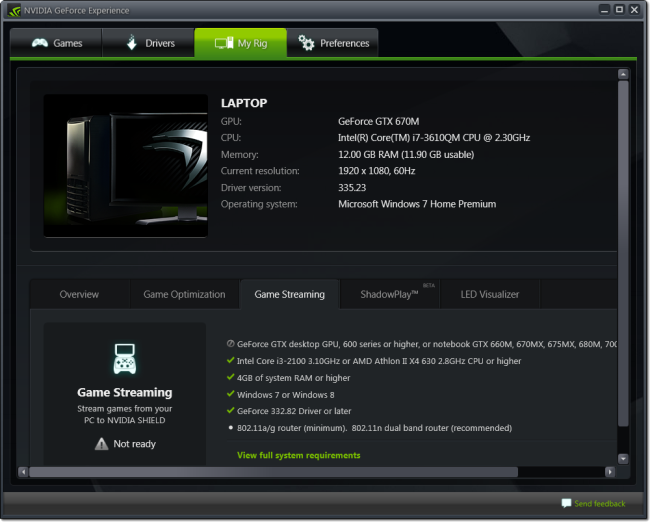 NVIDIA GeForce Experience
Games
Drivers
My Rig
Preferences
LAPTOP
GPU: GeForce GTX 670M
CPU: Intel(R) Core(TM) i7-3610QM CPU @ 2.30GHz
Memory: 12.00 GB RAM (11.90 GB usable)
Current resolution: 1920 x 1080, 60Hz
Driver version: 335.23
Operating system: Microsoft Windows 7 Home Premium
Overview
Game Optimization
Game Streaming
ShadowPlay™ BETA
LED Visualizer
Game Streaming
Stream games from your
PC to NVIDIA SHIELD
Not ready
GeForce GTX desktop GPU, 600 series or higher, or notebook GTX 660M, 670MX, 675MX, 680M, 700
Intel Core i3-2100 3.10GHz or AMD Athlon II X4 630 2.8GHz CPU or higher
4GB of system RAM or higher
Windows 7 or Windows 8
GeForce 332.82 Driver or later
802.11a/g router (minimum). 802.11n dual band router (recommended)
View full system requirements
Send feedback